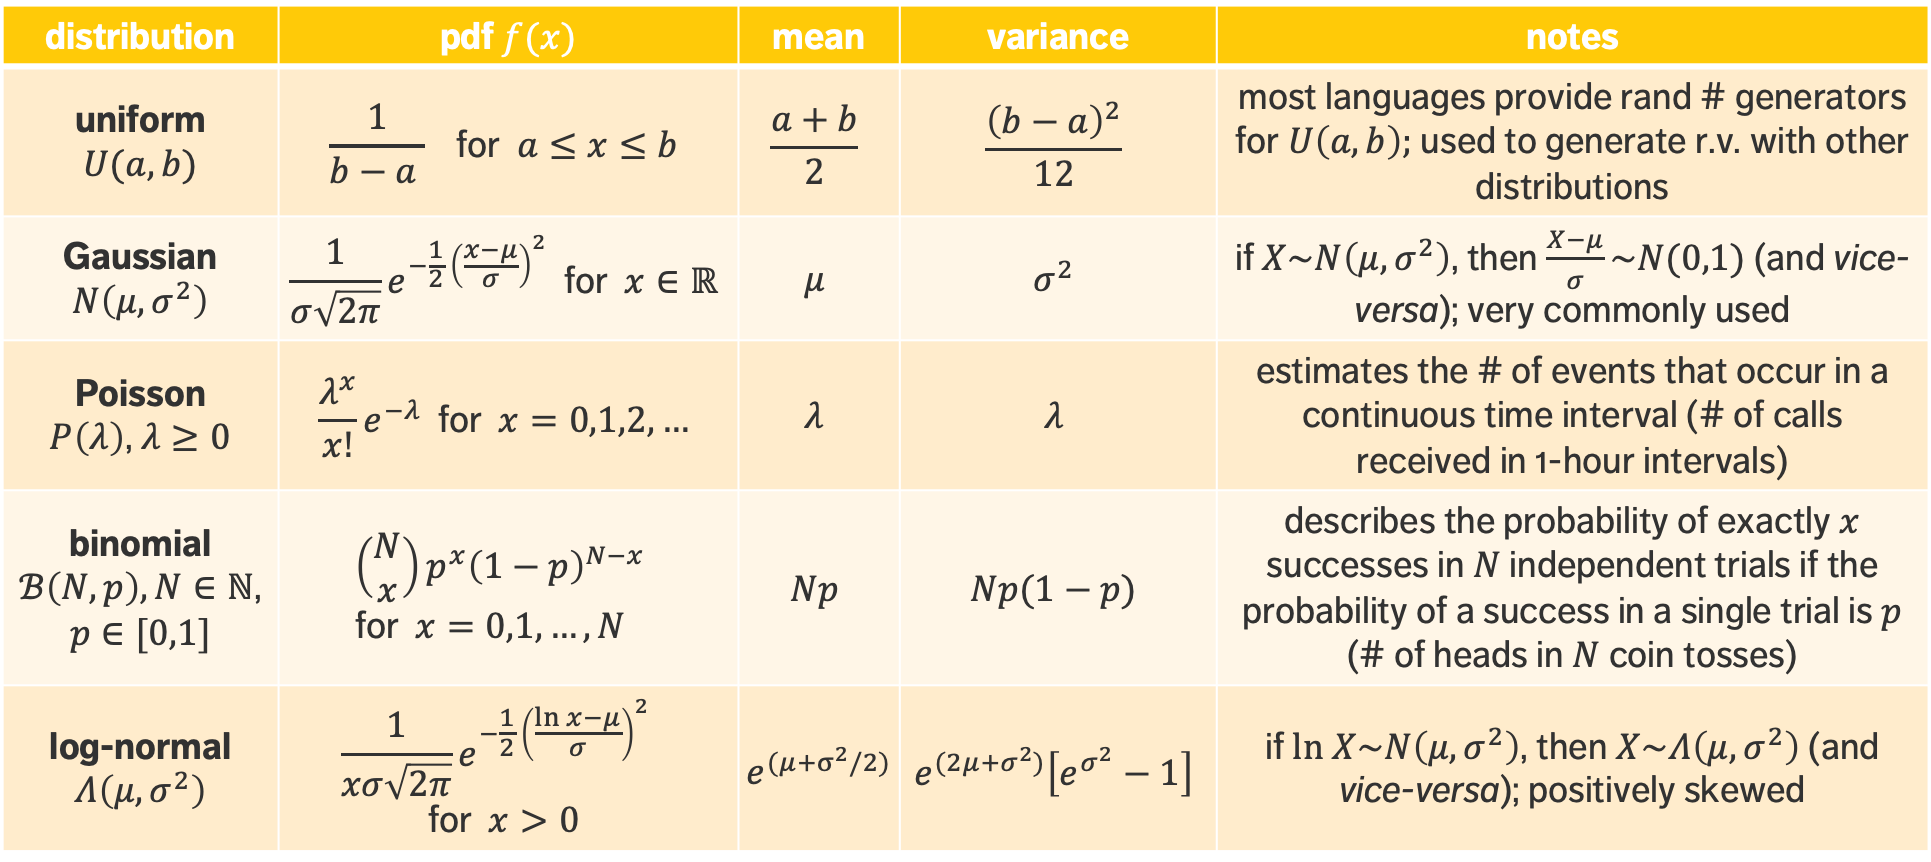 distribution pdf f(x) mean variance notes
uniform
U(a, b)
1/(b − a) for a ≤ x ≤ b
(a + b)/2
(b − a)²/12
most languages provide rand # generators
for U(a, b); used to generate r.v. with other
distributions
Gaussian
N(μ, σ²)
1/(σ√2π) e^(−1/2((x−μ)/σ)²) for x ∈ ℝ
μ
σ²
if X~N(μ, σ²), then (X−μ)/σ ~N(0,1) (and vice-
versa); very commonly used
Poisson
P(λ), λ ≥ 0
λ^x/x! e^(−λ) for x = 0,1,2, …
λ
λ
estimates the # of events that occur in a
continuous time interval (# of calls
received in 1-hour intervals)
binomial
ℬ(N, p), N ∈ ℕ,
p ∈ [0,1]
(N x) p^x (1 − p)^(N−x)
for x = 0,1, … , N
Np
Np(1 − p)
describes the probability of exactly x
successes in N independent trials if the
probability of a success in a single trial is p
(# of heads in N coin tosses)
log-normal
Λ(μ, σ²)
1/(xσ√2π) e^(−1/2((ln x−μ)/σ)²)
for x > 0
e^(μ+σ²/2)
e^(2μ+σ²)[e^σ² − 1]
if ln X~N(μ, σ²), then X~Λ(μ, σ²) (and
vice-versa); positively skewed